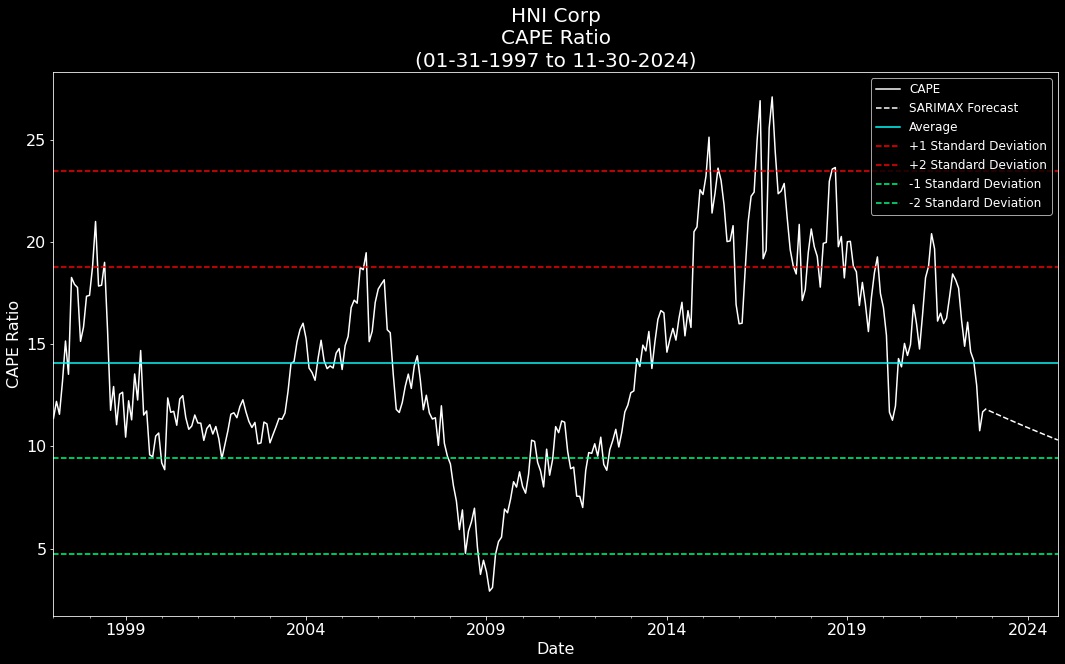 HNI Corp
CAPE Ratio
(01-31-1997 to 11-30-2024)
CAPE
SARIMAX Forecast
Average
+1 Standard Deviation
+2 Standard Deviation
-1 Standard Deviation
-2 Standard Deviation
CAPE Ratio
25
20
15
10
5
1999 2004 2009 2014 2019 2024
Date